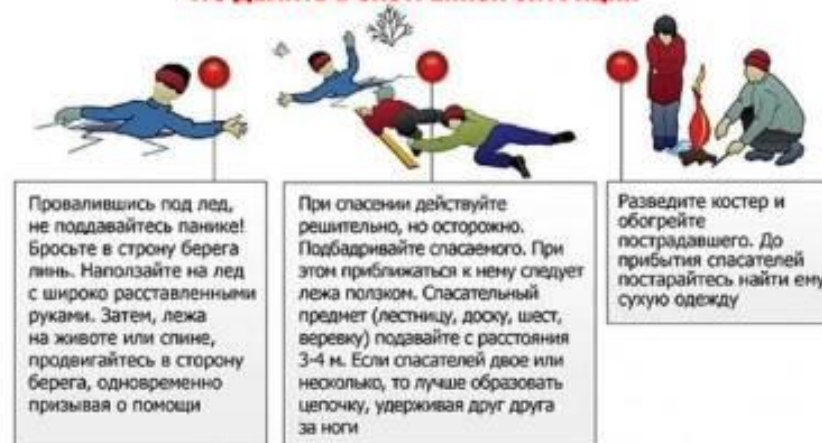 Провалившись под лед,
не поддавайтесь панике!
Бросьте в строну берега
линь. Наползайте на лед
с широко расставленными
руками. Затем, лежа
на животе или спине,
продвигайтесь в сторону
берега, одновременно
призывая о помощи
При спасении действуйте
решительно, но осторожно.
Подбадривайте спасаемого. При
этом приближаться к нему следует
лежа ползком. Спасательный
предмет (лестницу, доску, шест,
веревку) подавайте с расстояния
3-4 м. Если спасателей двое или
несколько, то лучше образовать
цепочку, удерживая друг друга
за ноги
Разведите костер и
обогрейте
пострадавшего. До
прибытия спасателей
постарайтесь найти ему
сухую одежду